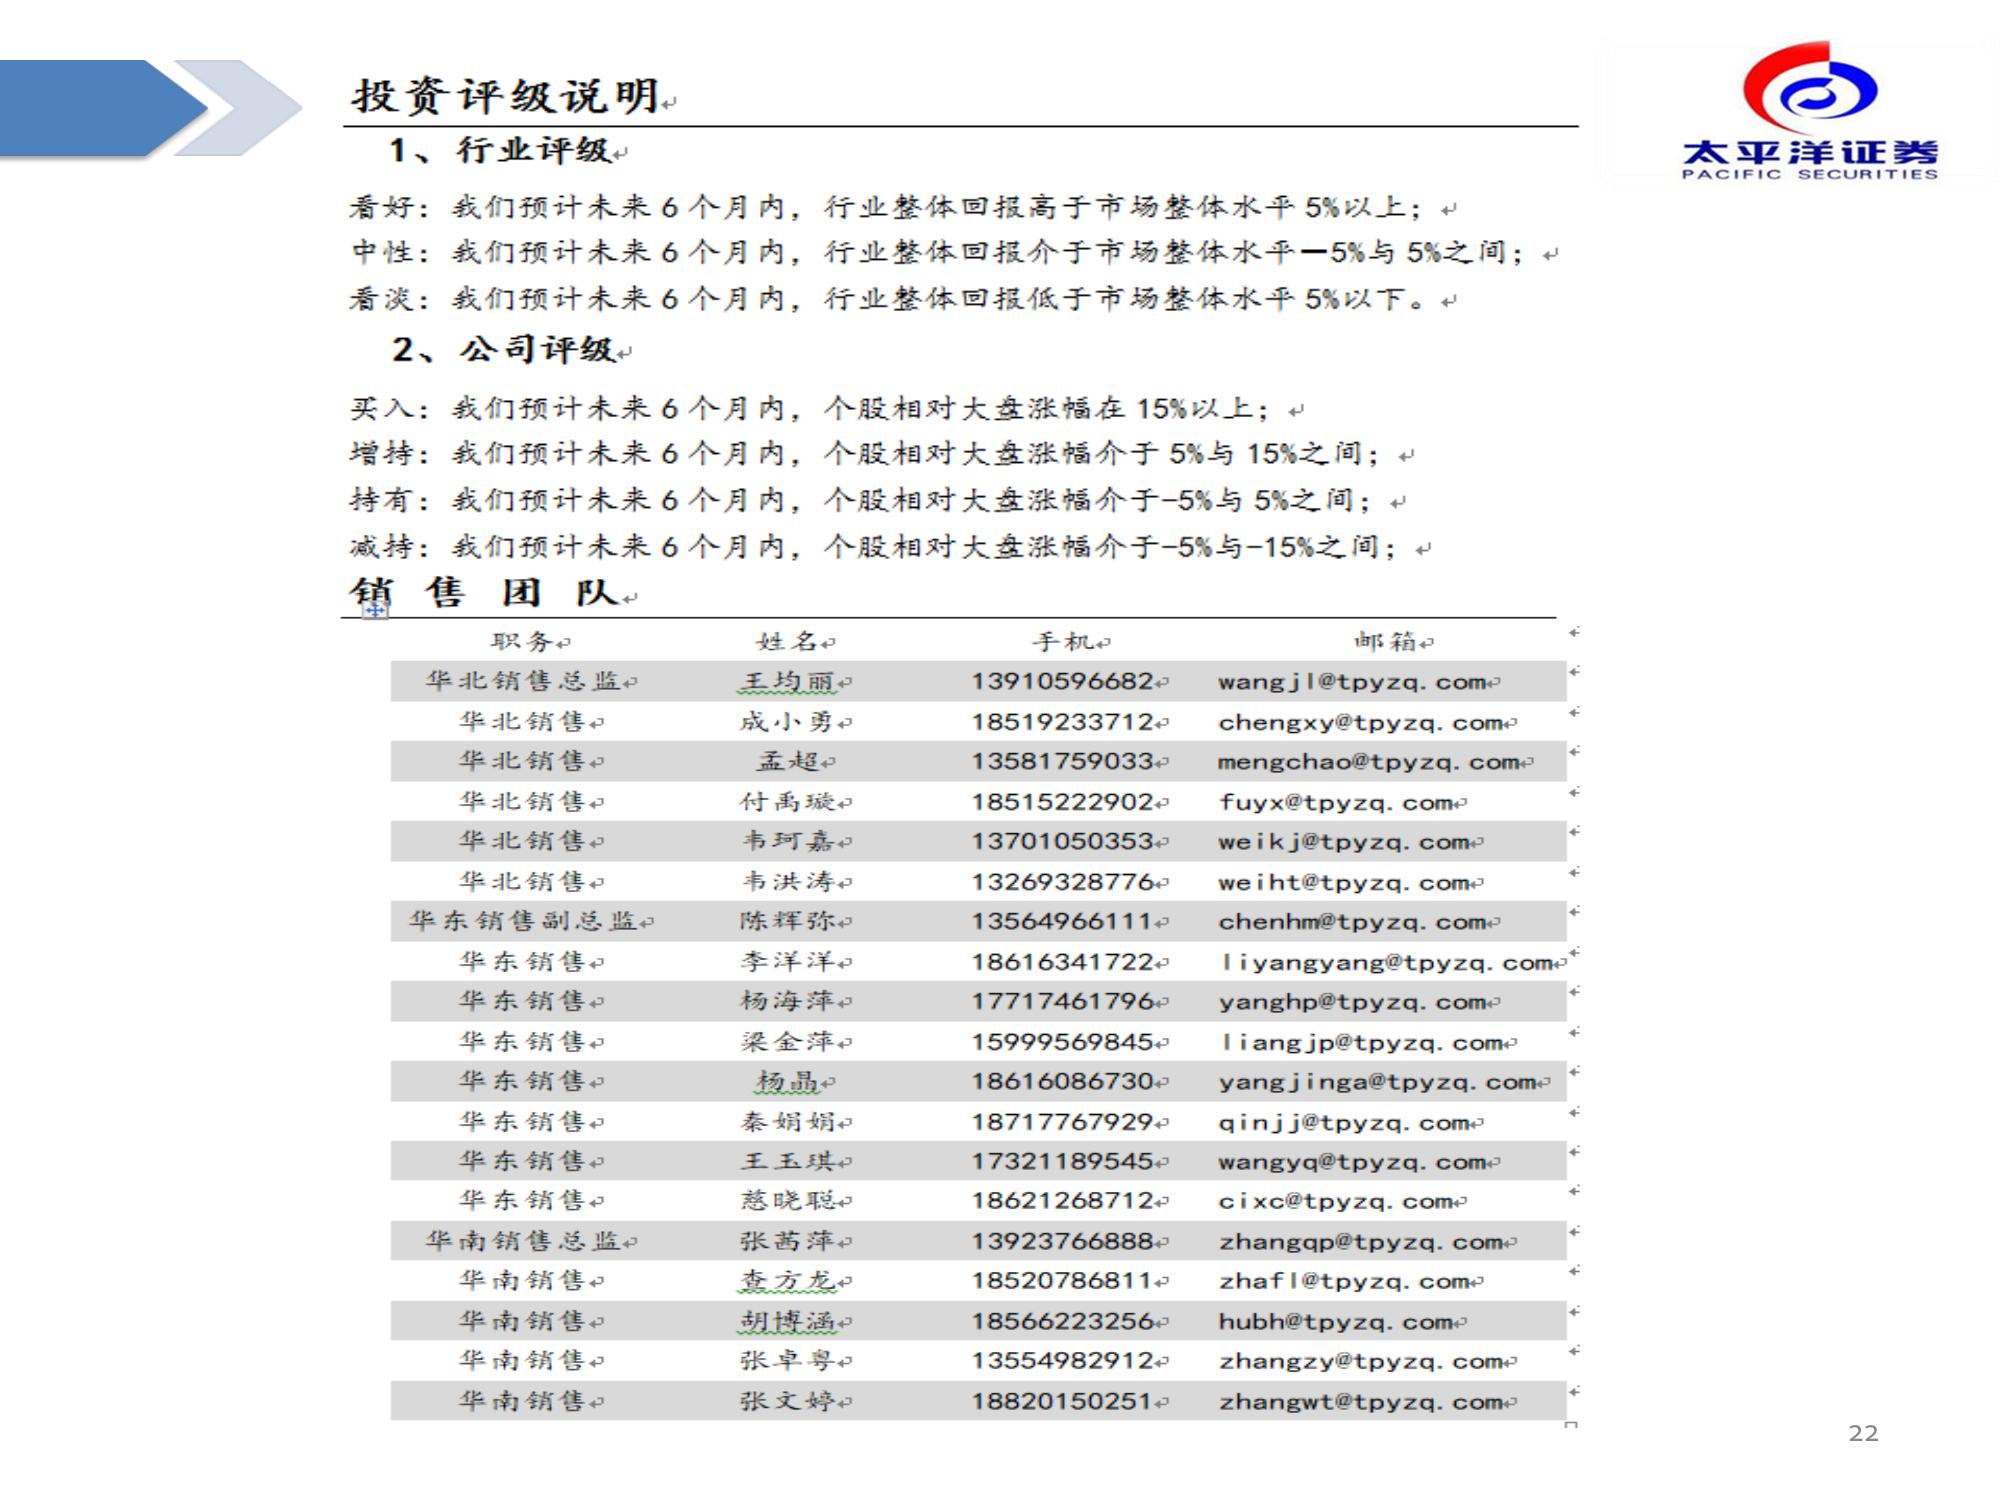 投资评级说明
太平洋证券
PACIFIC SECURITIES
1、行业评级
看好：我们预计未来6个月内，行业整体回报高于市场整体水平5%以上；
中性：我们预计未来6个月内，行业整体回报介于市场整体水平－5%与5%之间；
看淡：我们预计未来6个月内，行业整体回报低于市场整体水平5%以下。
2、公司评级
买入：我们预计未来6个月内，个股相对大盘涨幅在15%以上；
增持：我们预计未来6个月内，个股相对大盘涨幅介于5%与15%之间；
持有：我们预计未来6个月内，个股相对大盘涨幅介于-5%与5%之间；
减持：我们预计未来6个月内，个股相对大盘涨幅介于-5%与-15%之间；
销售团队
职务 姓名 手机 邮箱
华北销售总监 王均丽 13910596682 wangjl@tpyzq.com
华北销售 成小勇 18519233712 chengxy@tpyzq.com
华北销售 孟超 13581759033 mengchao@tpyzq.com
华北销售 付禹璇 18515222902 fuyx@tpyzq.com
华北销售 韦珂嘉 13701050353 weikj@tpyzq.com
华北销售 韦洪涛 13269328776 weiht@tpyzq.com
华东销售副总监 陈辉弥 13564966111 chenhm@tpyzq.com
华东销售 李洋洋 18616341722 liyangyang@tpyzq.com
华东销售 杨海萍 17717461796 yanghp@tpyzq.com
华东销售 梁金萍 15999569845 liangjp@tpyzq.com
华东销售 杨晶 18616086730 yangjinga@tpyzq.com
华东销售 秦娟娟 18717767929 qinjj@tpyzq.com
华东销售 王玉琪 17321189545 wangyq@tpyzq.com
华东销售 慈晓聪 18621268712 cixc@tpyzq.com
华南销售总监 张茜萍 13923766888 zhangqp@tpyzq.com
华南销售 查方龙 18520786811 zhafl@tpyzq.com
华南销售 胡博涵 18566223256 hubh@tpyzq.com
华南销售 张卓粤 13554982912 zhangzy@tpyzq.com
华南销售 张文婷 18820150251 zhangwt@tpyzq.com
22